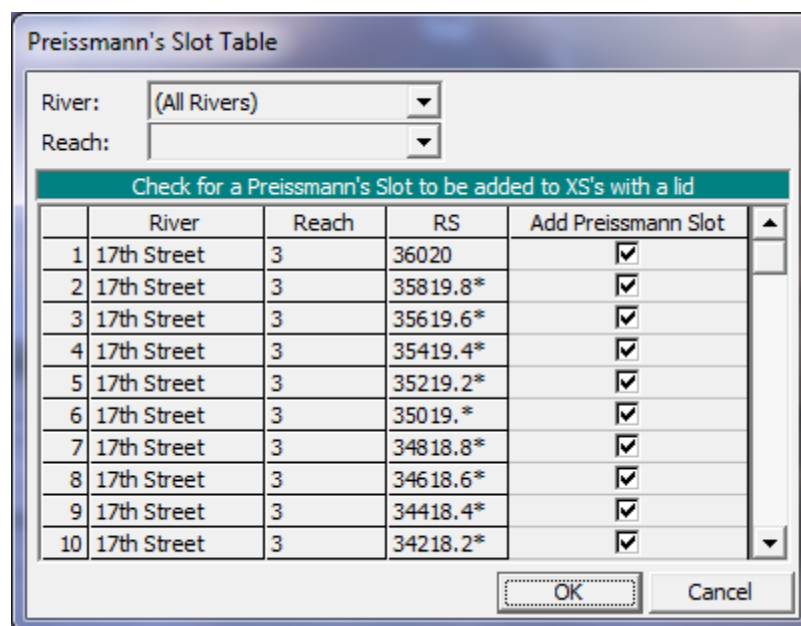 Preissmann's Slot Table
River: (All Rivers)
Reach:
Check for a Preissmann's Slot to be added to XS's with a lid
River Reach RS Add Preissmann Slot
1 17th Street 3 36020
2 17th Street 3 35819.8*
3 17th Street 3 35619.6*
4 17th Street 3 35419.4*
5 17th Street 3 35219.2*
6 17th Street 3 35019.*
7 17th Street 3 34818.8*
8 17th Street 3 34618.6*
9 17th Street 3 34418.4*
10 17th Street 3 34218.2*
OK Cancel